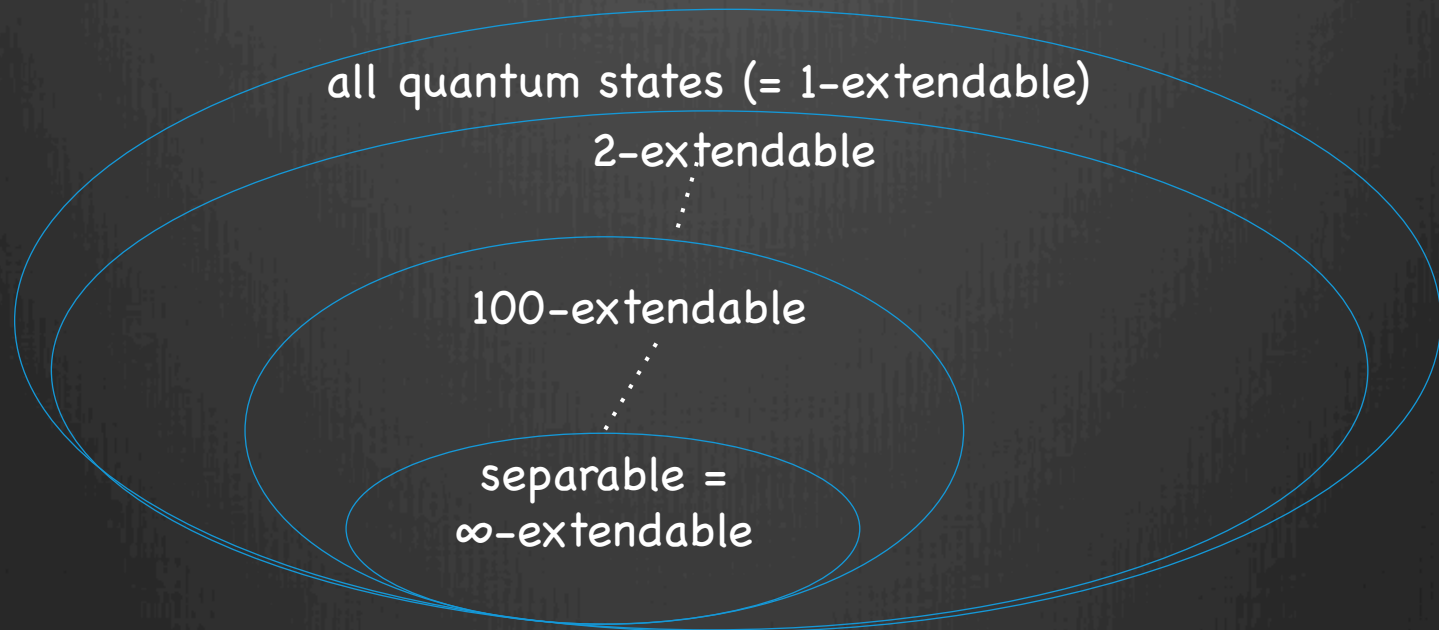 all quantum states (= 1-extendable)
2-extendable
100-extendable
separable =
∞-extendable